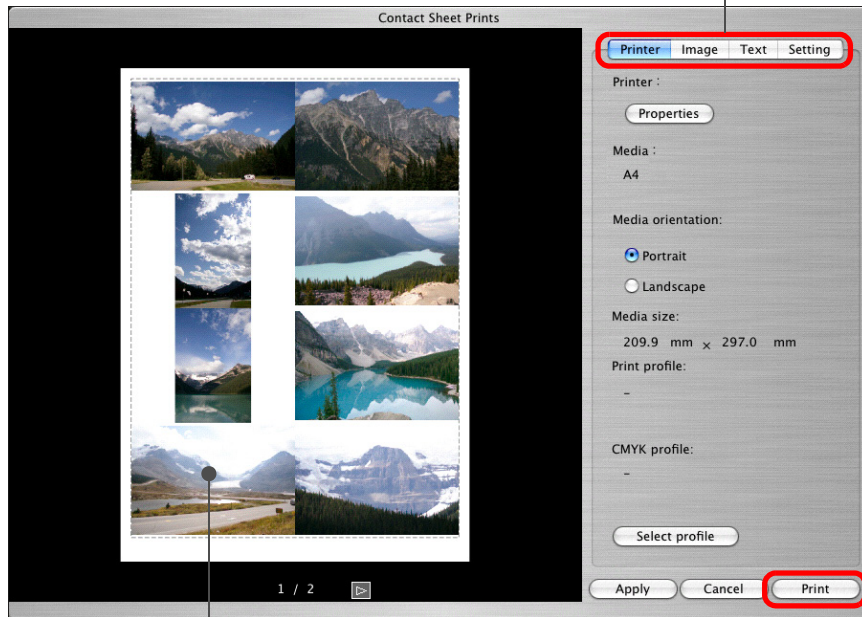 Contact Sheet Prints
Printer Image Text Setting
Printer :
Properties
Media :
A4
Media orientation:
Portrait
Landscape
Media size:
209.9 mm × 297.0 mm
Print profile:
–
CMYK profile:
–
Select profile
1 / 2
Apply Cancel Print